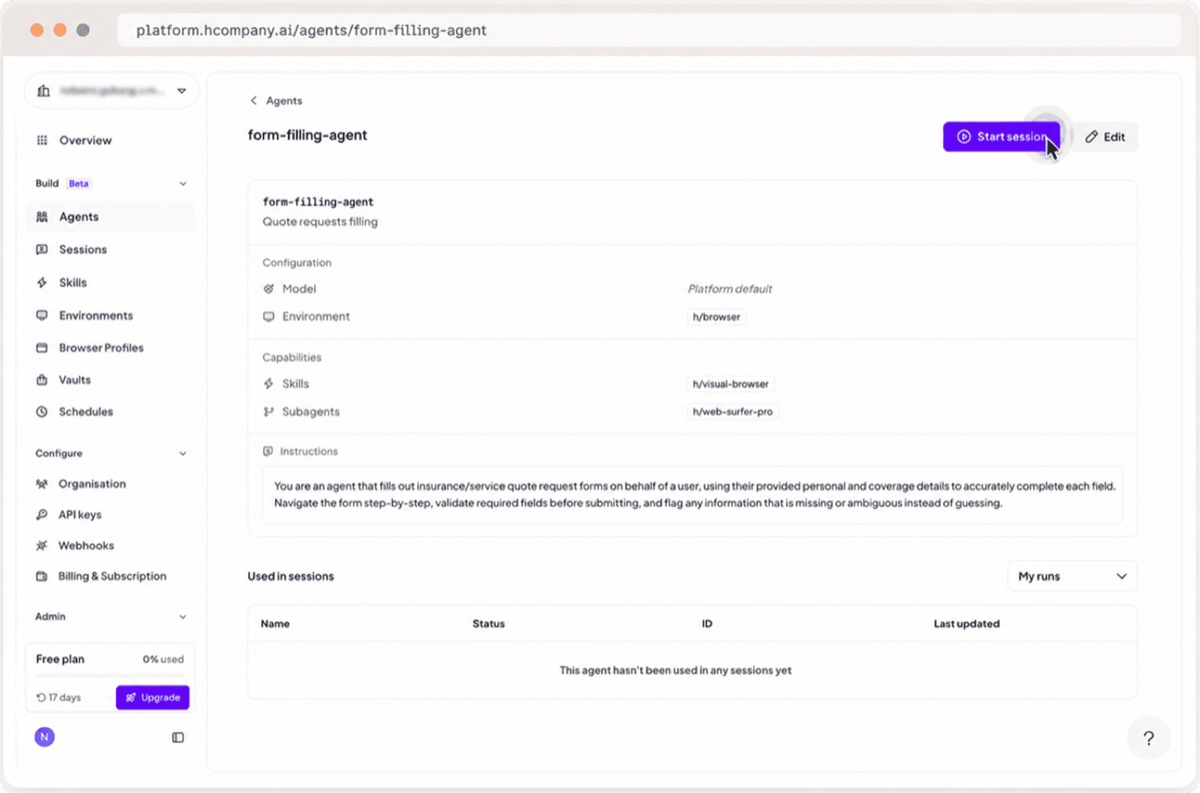 platform.hcompany.ai/agents/form-filling-agent
Overview
Build Beta
Agents
Sessions
Skills
Environments
Browser Profiles
Vaults
Schedules
Configure
Organisation
API keys
Webhooks
Billing & Subscription
Admin
Free plan 0% used
17 days Upgrade
N
Agents
form-filling-agent
Start session Edit
form-filling-agent
Quote requests filling
Configuration
Model Platform default
Environment h/browser
Capabilities
Skills h/visual-browser
Subagents h/web-surfer-pro
Instructions
You are an agent that fills out insurance/service quote request forms on behalf of a user, using their provided personal and coverage details to accurately complete each field.
Navigate the form step-by-step, validate required fields before submitting, and flag any information that is missing or ambiguous instead of guessing.
Used in sessions My runs
Name Status ID Last updated
This agent hasn't been used in any sessions yet
?